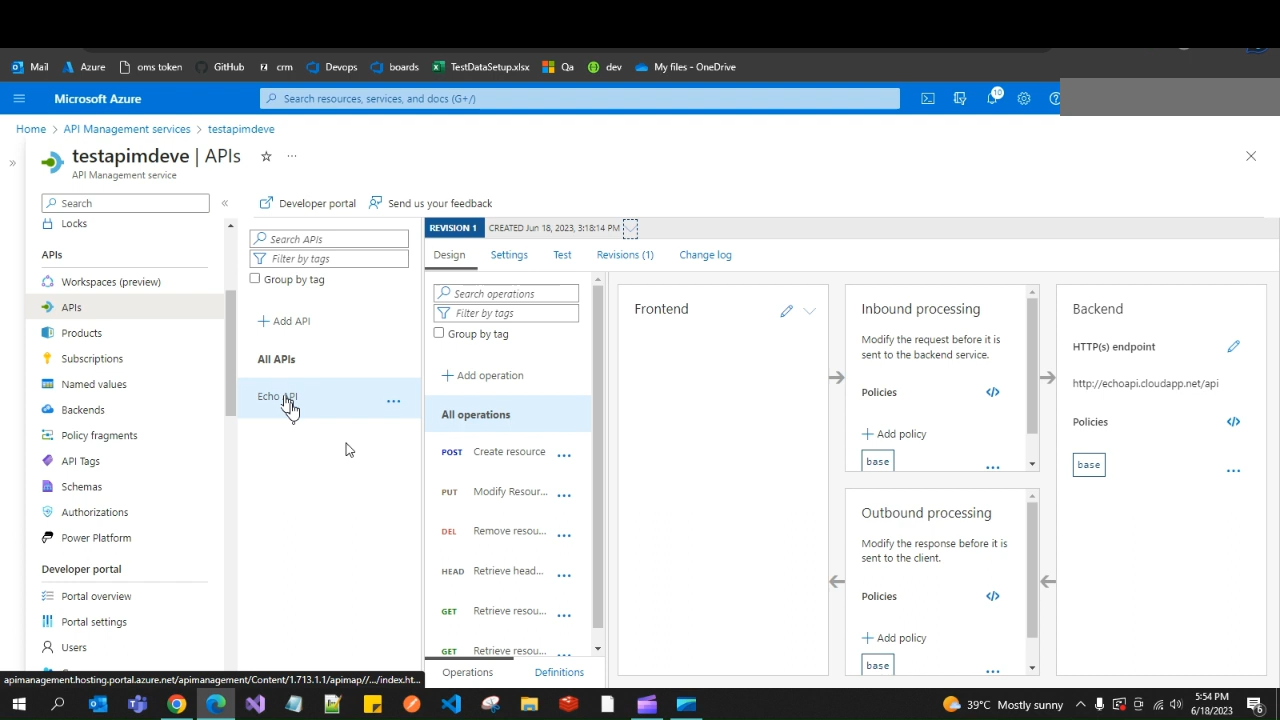 Mail
Azure
oms token
GitHub
crm
Devops
boards
TestDataSetup.xlsx
Qa
dev
My files - OneDrive
Microsoft Azure
Search resources, services, and docs (G+/)
10
Home > API Management services > testapimdeve
testapimdeve | APIs
API Management service
Search
Locks
APIs
Workspaces (preview)
APIs
Products
Subscriptions
Named values
Backends
Policy fragments
API Tags
Schemas
Authorizations
Power Platform
Developer portal
Portal overview
Portal settings
Users
Developer portal
Send us your feedback
Search APIs
Filter by tags
Group by tag
+ Add API
All APIs
Echo API
REVISION 1
CREATED Jun 18, 2023, 3:18:14 PM
Design
Settings
Test
Revisions (1)
Change log
Search operations
Filter by tags
Group by tag
+ Add operation
All operations
POST Create resource
PUT Modify Resour...
DEL Remove resou...
HEAD Retrieve head...
GET Retrieve resou...
GET Retrieve resou...
Operations
Definitions
Frontend
Inbound processing
Modify the request before it is
sent to the backend service.
Policies
+ Add policy
base
Outbound processing
Modify the response before it is
sent to the client.
Policies
+ Add policy
base
Backend
HTTP(s) endpoint
http://echoapi.cloudapp.net/api
Policies
base
apimanagement.hosting.portal.azure.net/apimanagement/Content/1.713.1.1/apimap//.../index.ht...
39°C Mostly sunny
5:54 PM
6/18/2023
6